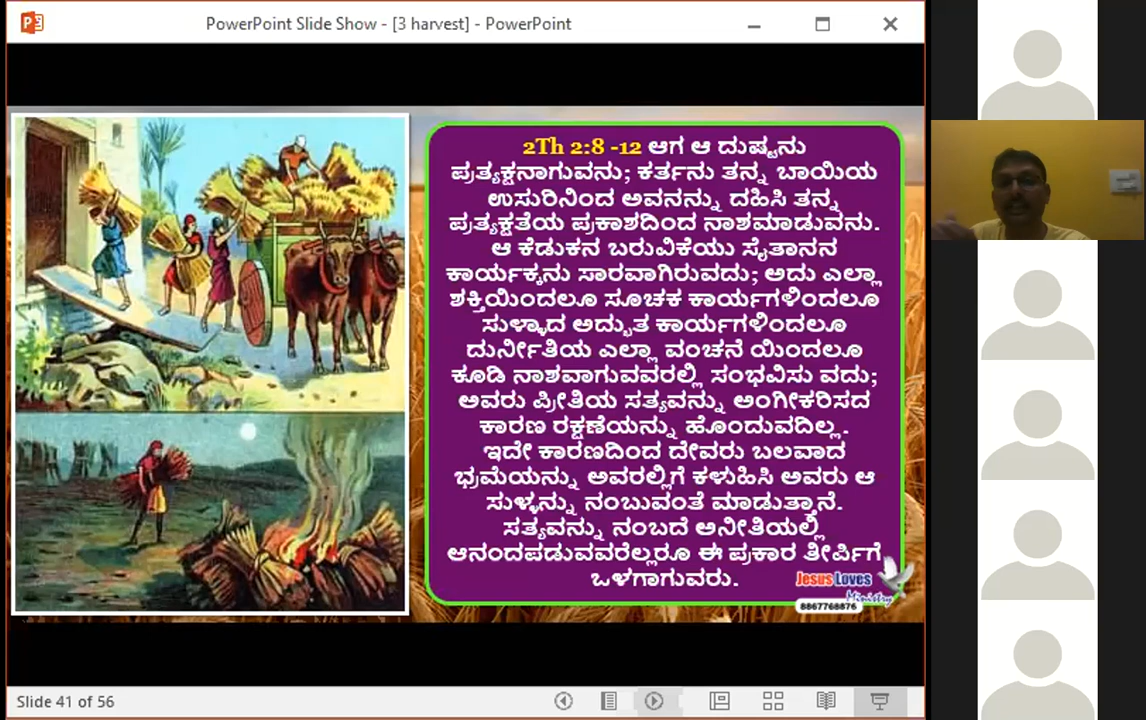 PowerPoint Slide Show - [3 harvest] - PowerPoint
2Th 2:8 -12 ಆಗ ಆ ದುಷ್ಟನು
ಪ್ರತ್ಯಕ್ಷನಾಗುವನು; ಕರ್ತನು ತನ್ನ ಬಾಯಿಯ
ಉಸುರಿನಿಂದ ಅವನನ್ನು ದಹಿಸಿ ತನ್ನ
ಪ್ರತ್ಯಕ್ಷತೆಯ ಪ್ರಕಾಶದಿಂದ ನಾಶಮಾಡುವನು.
ಆ ಕೆಡುಕನ ಬರುವಿಕೆಯು ಸೈತಾನನ
ಕಾರ್ಯಕ್ಕನು ಸಾರವಾಗಿರುವದು; ಅದು ಎಲ್ಲಾ
ಶಕ್ತಿಯಿಂದಲೂ ಸೂಚಕ ಕಾರ್ಯಗಳಿಂದಲೂ
ಸುಳ್ಳಾದ ಅದ್ಭುತ ಕಾರ್ಯಗಳಿಂದಲೂ
ದುರ್ನೀತಿಯ ಎಲ್ಲಾ ವಂಚನೆ ಯಿಂದಲೂ
ಕೂಡಿ ನಾಶವಾಗುವವರಲ್ಲಿ ಸಂಭವಿಸು ವದು;
ಅವರು ಪ್ರೀತಿಯ ಸತ್ಯವನ್ನು ಅಂಗೀಕರಿಸದ
ಕಾರಣ ರಕ್ಷಣೆಯನ್ನು ಹೊಂದುವದಿಲ್ಲ.
ಇದೇ ಕಾರಣದಿಂದ ದೇವರು ಬಲವಾದ
ಭ್ರಮೆಯನ್ನು ಅವರಲ್ಲಿಗೆ ಕಳುಹಿಸಿ ಅವರು ಆ
ಸುಳ್ಳನ್ನು ನಂಬುವಂತೆ ಮಾಡುತ್ತಾನೆ.
ಸತ್ಯವನ್ನು ನಂಬದೆ ಅನೀತಿಯಲ್ಲಿ
ಆನಂದಪಡುವವರೆಲ್ಲರೂ ಈ ಪ್ರಕಾರ ತೀರ್ಪಿಗೆ
ಒಳಗಾಗುವರು.
Jesus Loves
Ministry
8867768876
Slide 41 of 56